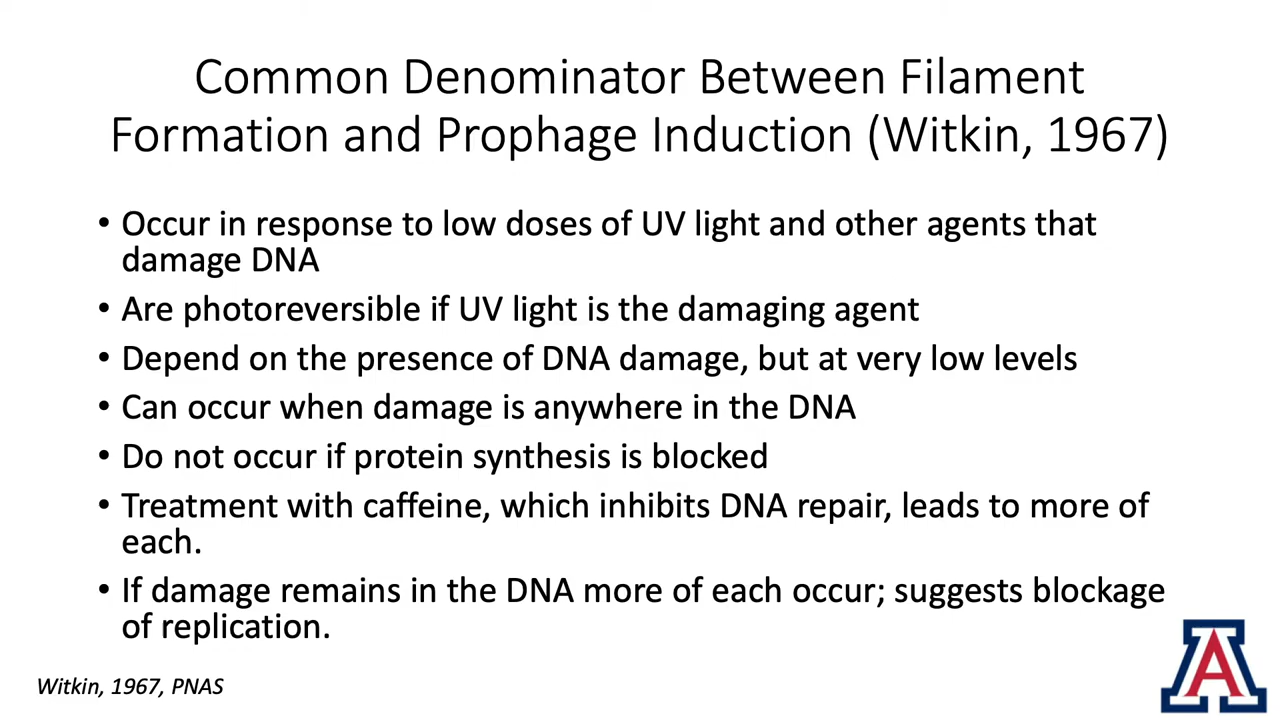 Common Denominator Between Filament
Formation and Prophage Induction (Witkin, 1967)
• Occur in response to low doses of UV light and other agents that
damage DNA
• Are photoreversible if UV light is the damaging agent
• Depend on the presence of DNA damage, but at very low levels
• Can occur when damage is anywhere in the DNA
• Do not occur if protein synthesis is blocked
• Treatment with caffeine, which inhibits DNA repair, leads to more of
each.
• If damage remains in the DNA more of each occur; suggests blockage
of replication.
Witkin, 1967, PNAS
A